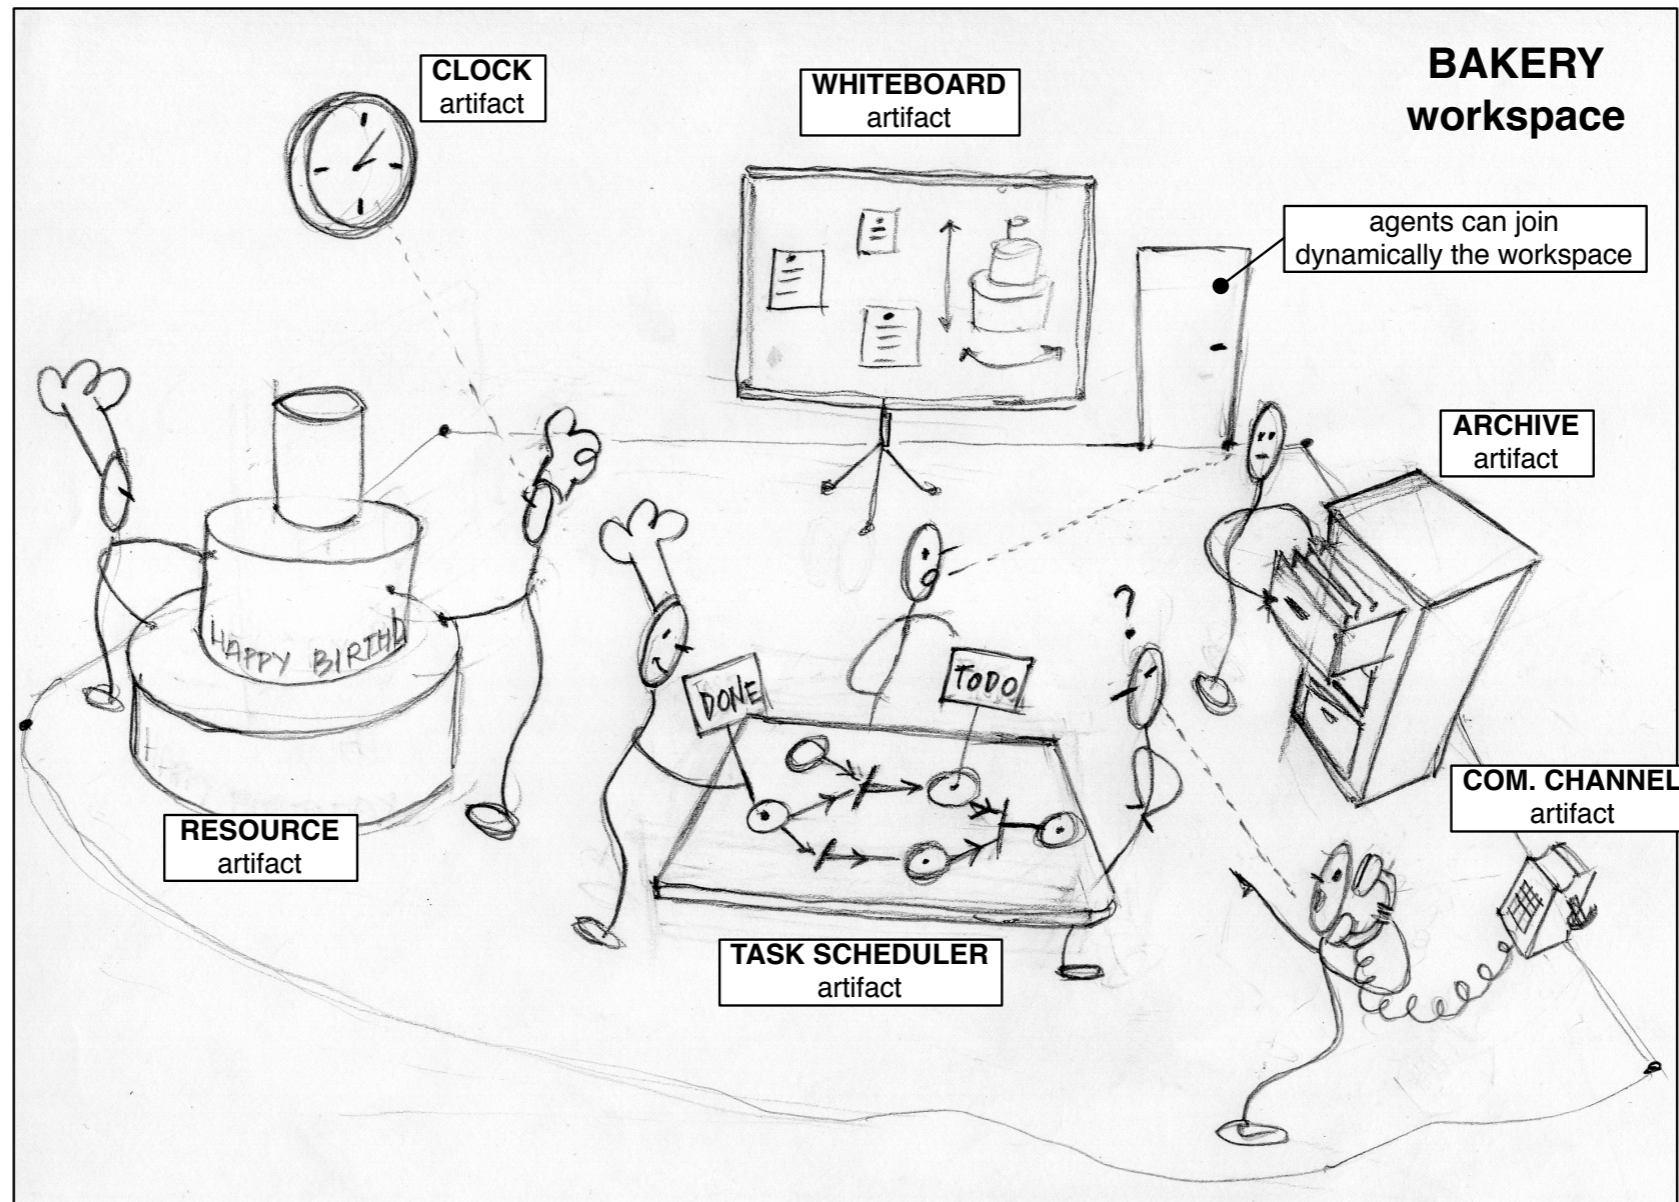 BAKERY
workspace
CLOCK
artifact
WHITEBOARD
artifact
agents can join
dynamically the workspace
ARCHIVE
artifact
HAPPY BIRTHD
DONE
TODO
?
COM. CHANNEL
artifact
RESOURCE
artifact
TASK SCHEDULER
artifact